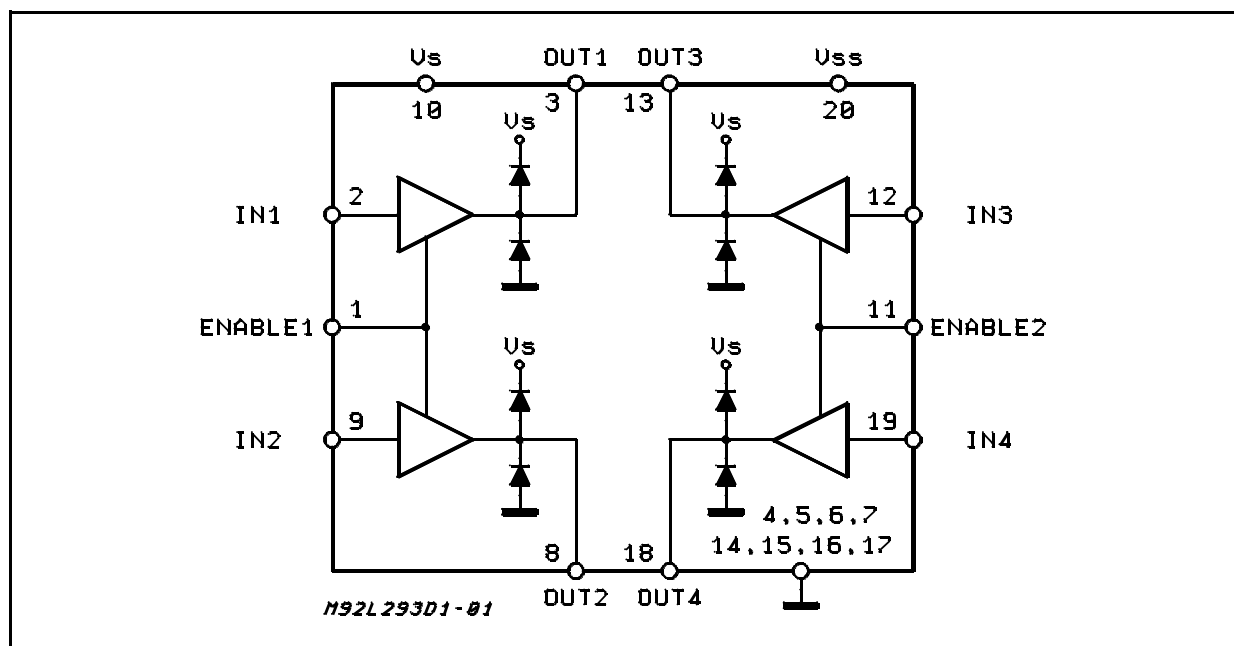 Vs OUT1 OUT3 Vss
10 3 13 20
Vs Vs
IN1 2 12 IN3
ENABLE1 1 11 ENABLE2
Vs Vs
IN2 9 19 IN4
4,5,6,7
8 18 14,15,16,17
M92L293D1-01 OUT2 OUT4